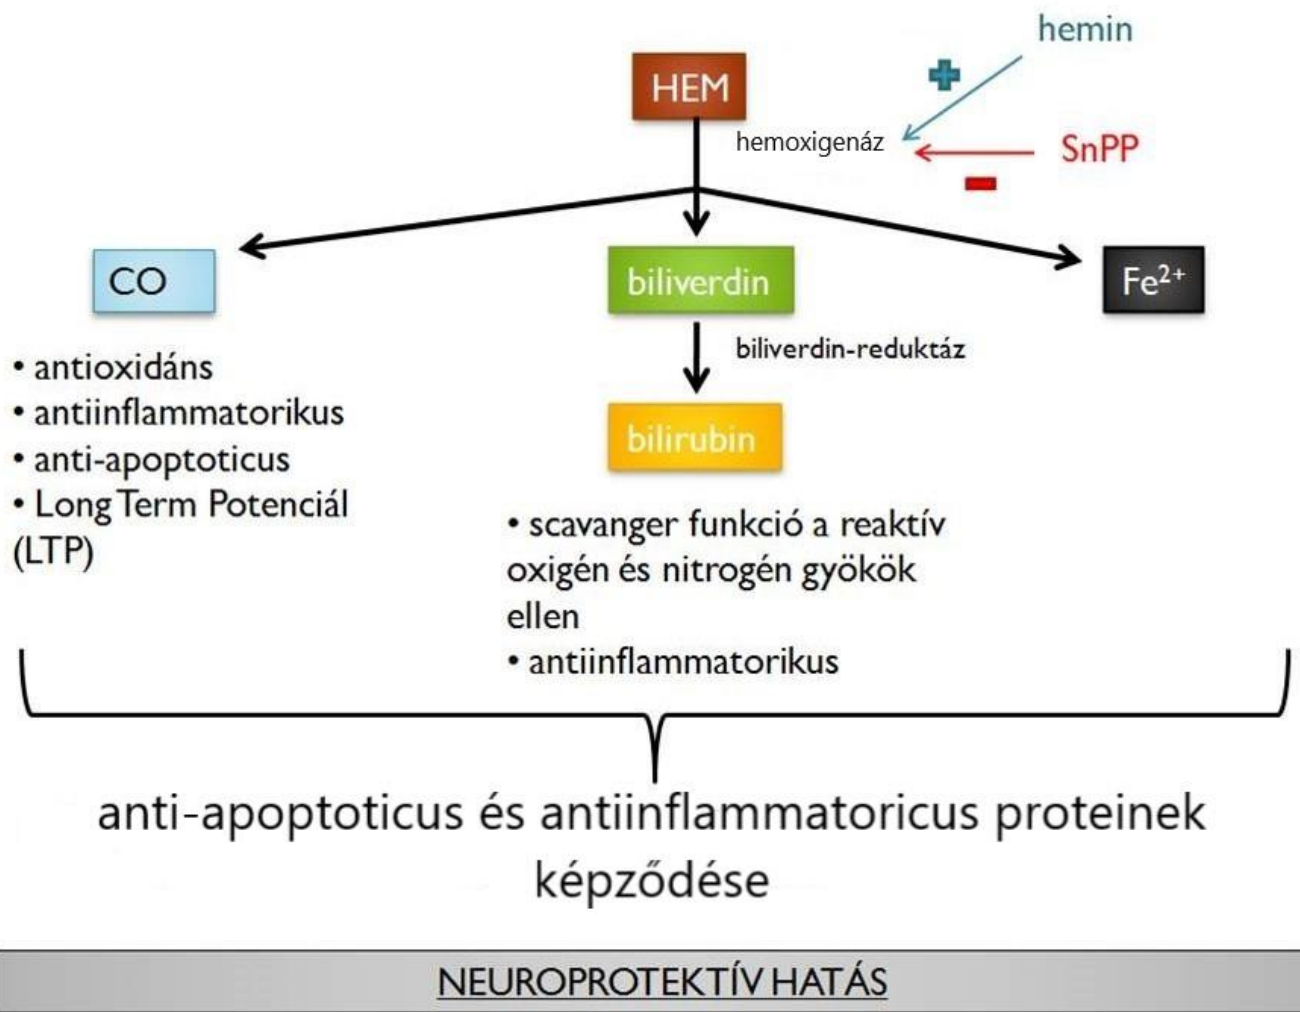 hemin
HEM
hemoxigenáz
SnPP
CO
biliverdin
Fe²⁺
• antioxidáns
• antiinflammatorikus
• anti-apoptoticus
• Long Term Potenciál
(LTP)
biliverdin-reduktáz
bilirubin
• scavanger funkció a reaktív
oxigén és nitrogén gyökök
ellen
• antiinflammatorikus
anti-apoptoticus és antiinflammatoricus proteinek
képződése
NEUROPROTEKTÍV HATÁS